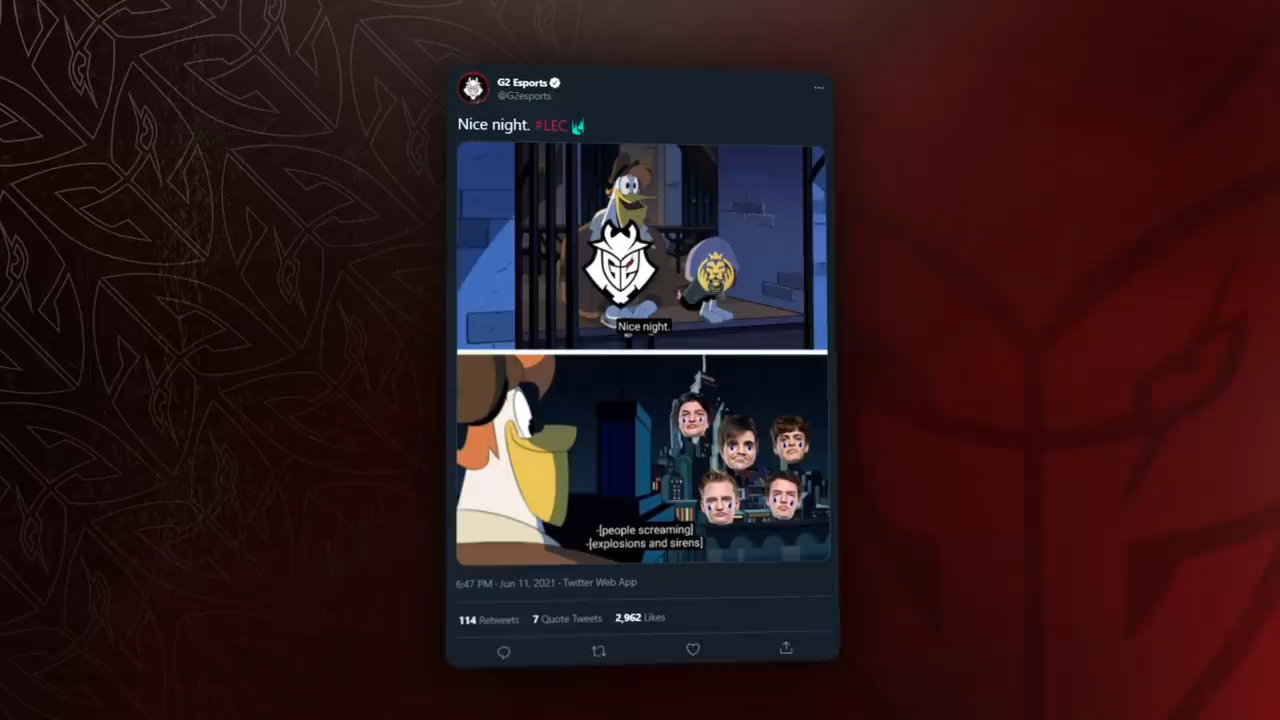 G2 Esports
@G2esports
Nice night. #LEC
G2
Nice night.
-[people screaming]
-[explosions and sirens]
6:47 PM · Jun 11, 2021 · Twitter Web App
114 Retweets 7 Quote Tweets 2,962 Likes